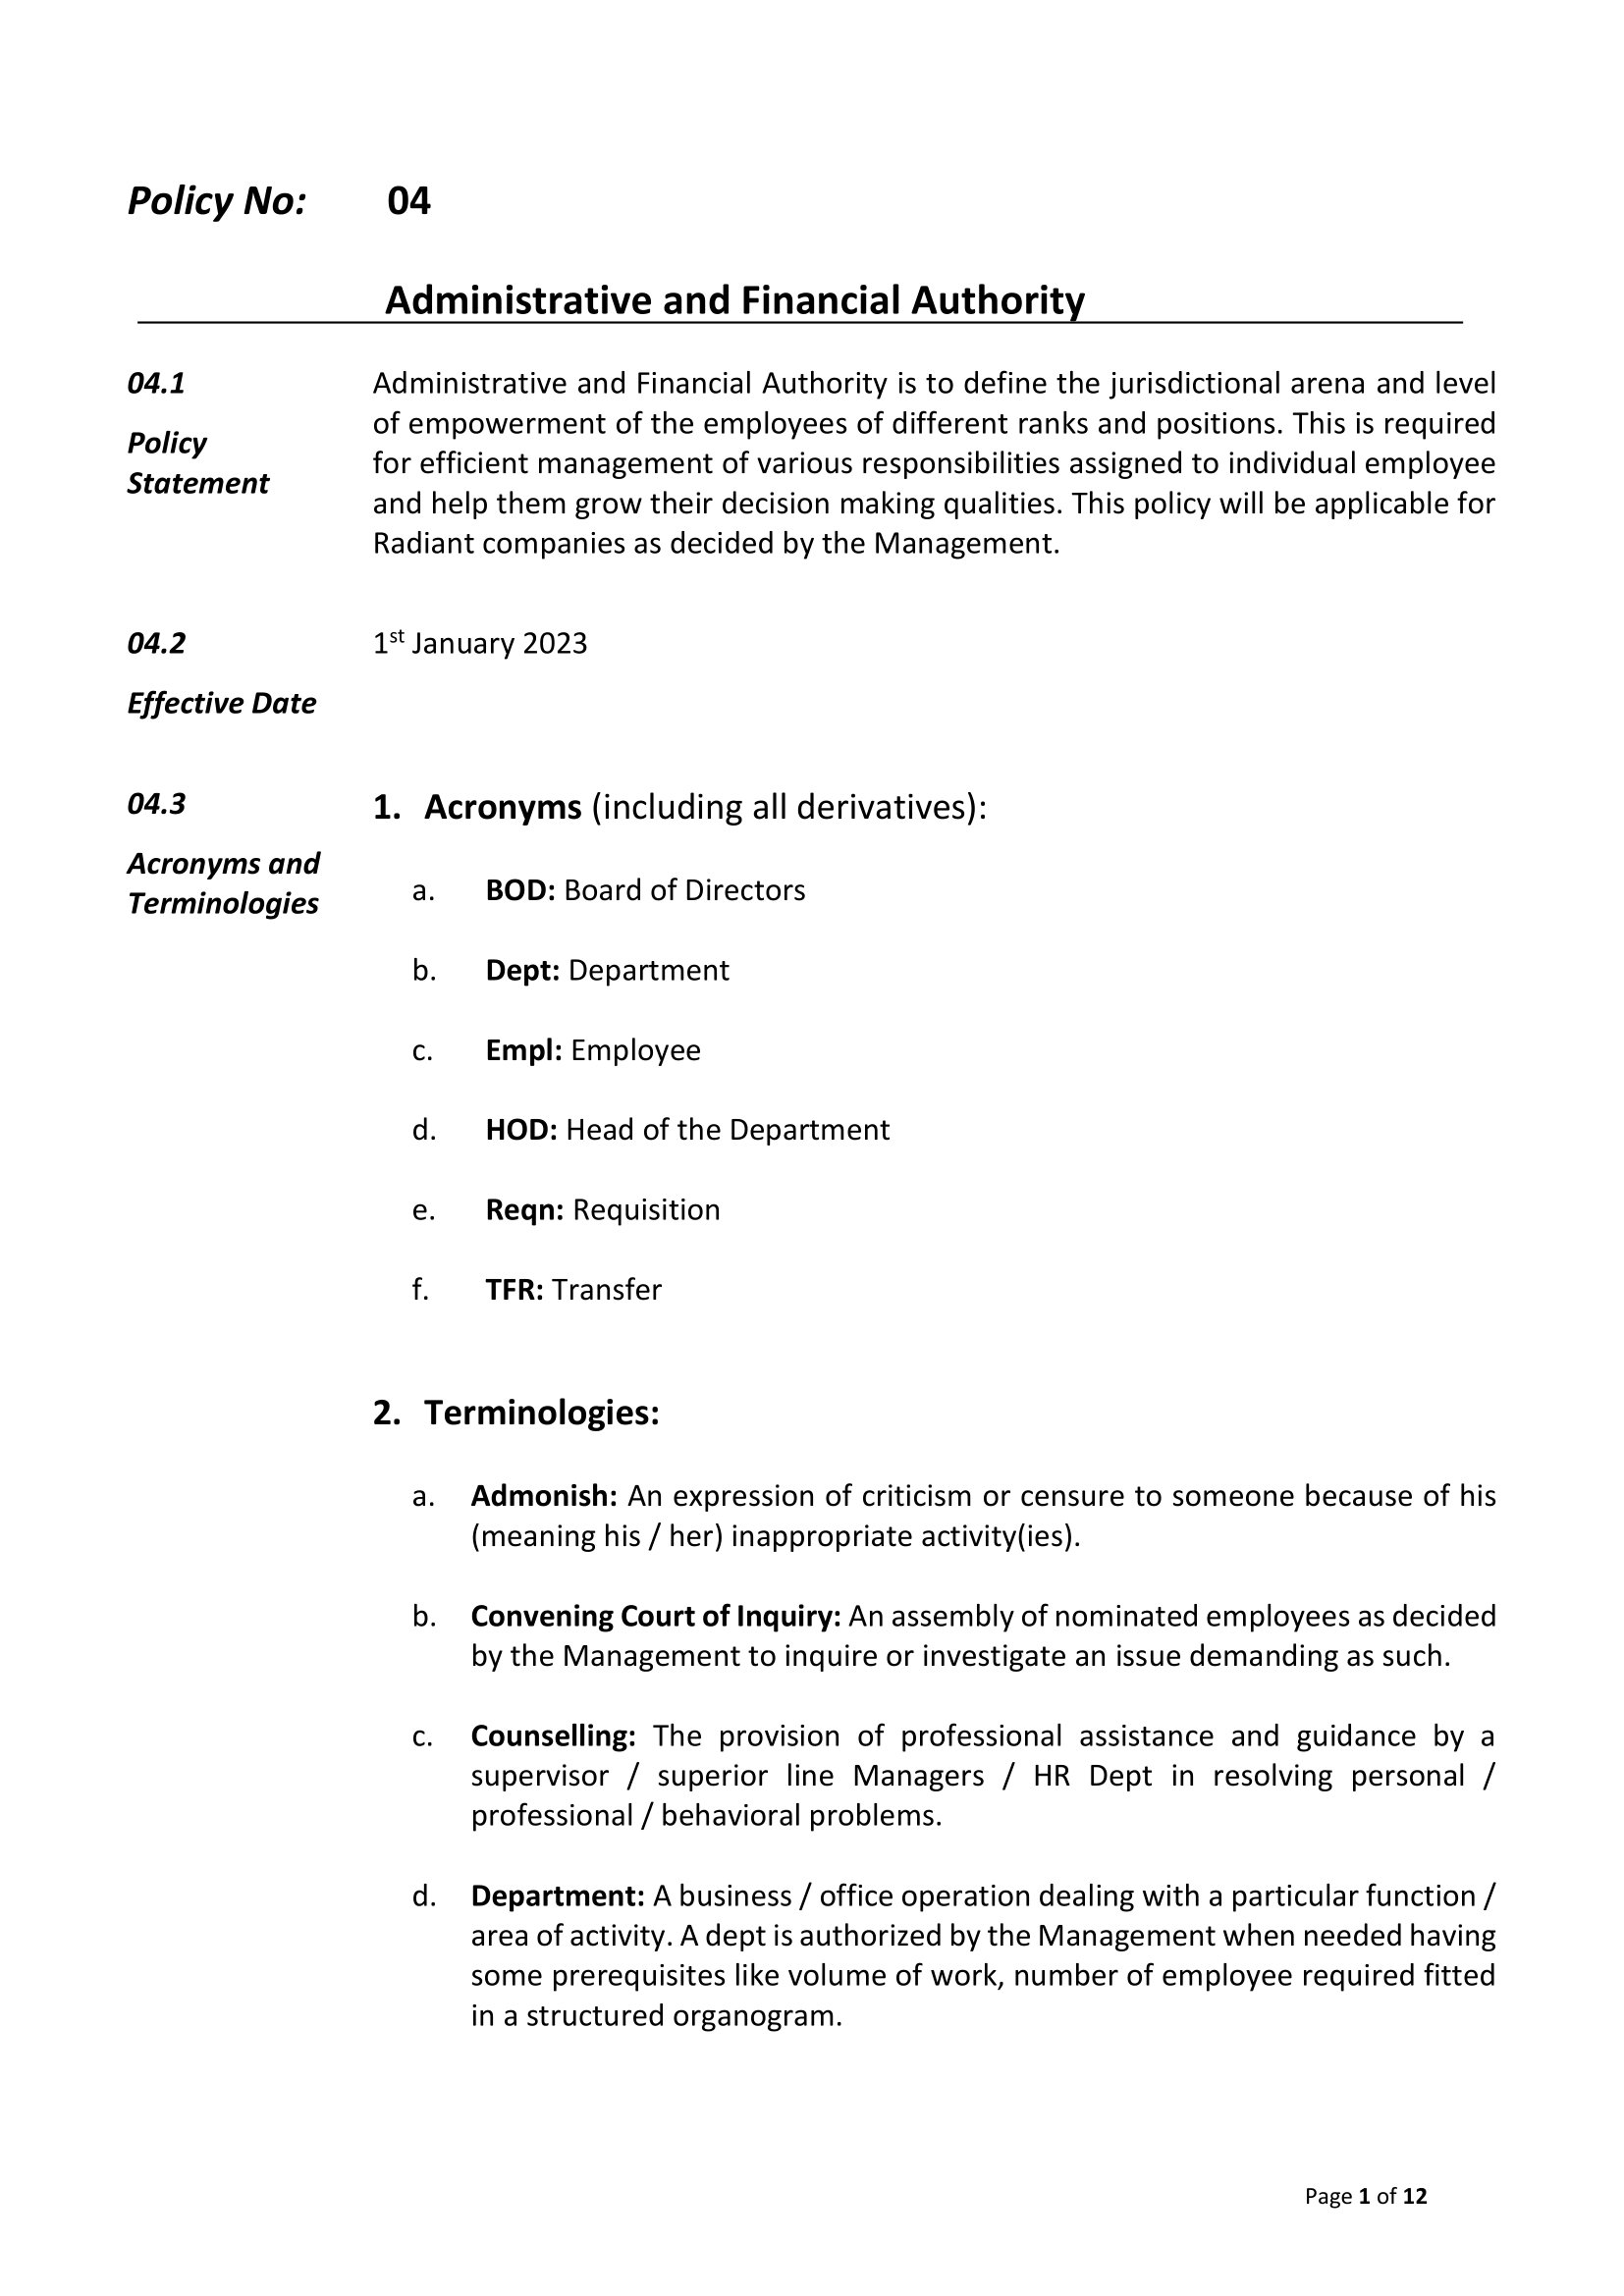 Policy No: 04
Administrative and Financial Authority
04.1
Policy
Statement
Administrative and Financial Authority is to define the jurisdictional arena and level
of empowerment of the employees of different ranks and positions. This is required
for efficient management of various responsibilities assigned to individual employee
and help them grow their decision making qualities. This policy will be applicable for
Radiant companies as decided by the Management.
04.2
Effective Date
1st January 2023
04.3
Acronyms and
Terminologies
1. Acronyms (including all derivatives):
a. BOD: Board of Directors
b. Dept: Department
c. Empl: Employee
d. HOD: Head of the Department
e. Reqn: Requisition
f. TFR: Transfer
2. Terminologies:
a. Admonish: An expression of criticism or censure to someone because of his
(meaning his / her) inappropriate activity(ies).
b. Convening Court of Inquiry: An assembly of nominated employees as decided
by the Management to inquire or investigate an issue demanding as such.
c. Counselling: The provision of professional assistance and guidance by a
supervisor / superior line Managers / HR Dept in resolving personal /
professional / behavioral problems.
d. Department: A business / office operation dealing with a particular function /
area of activity. A dept is authorized by the Management when needed having
some prerequisites like volume of work, number of employee required fitted
in a structured organogram.
Page 1 of 12